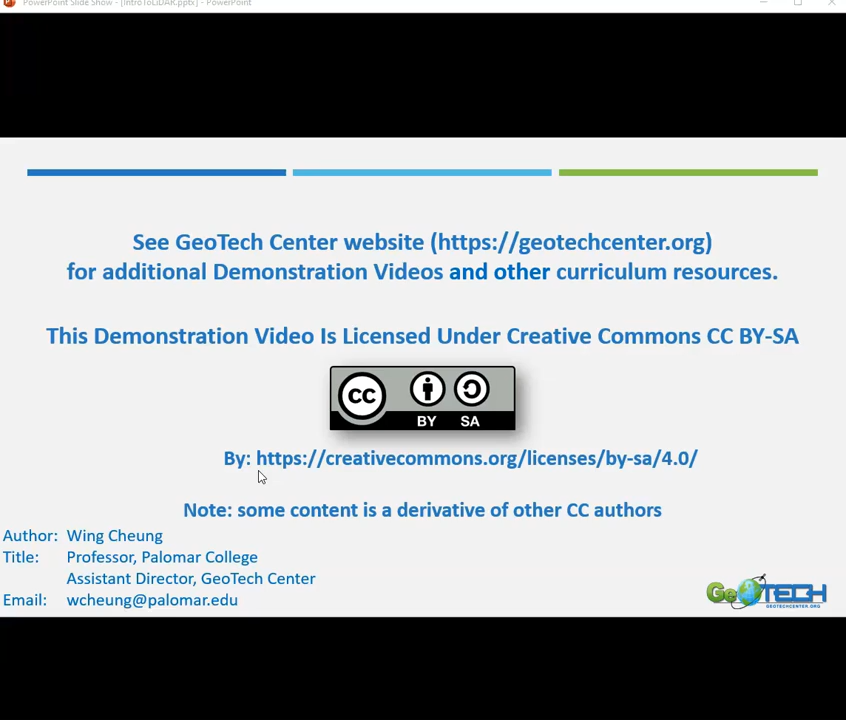 PowerPoint Slide Show - [IntroToLiDAR.pptx] - PowerPoint
See GeoTech Center website (https://geotechcenter.org)
for additional Demonstration Videos and other curriculum resources.
This Demonstration Video Is Licensed Under Creative Commons CC BY-SA
CC
BY SA
By: https://creativecommons.org/licenses/by-sa/4.0/
Note: some content is a derivative of other CC authors
Author: Wing Cheung
Title: Professor, Palomar College
Assistant Director, GeoTech Center
Email: wcheung@palomar.edu
GeOTECH
GEOTECHCENTER.ORG